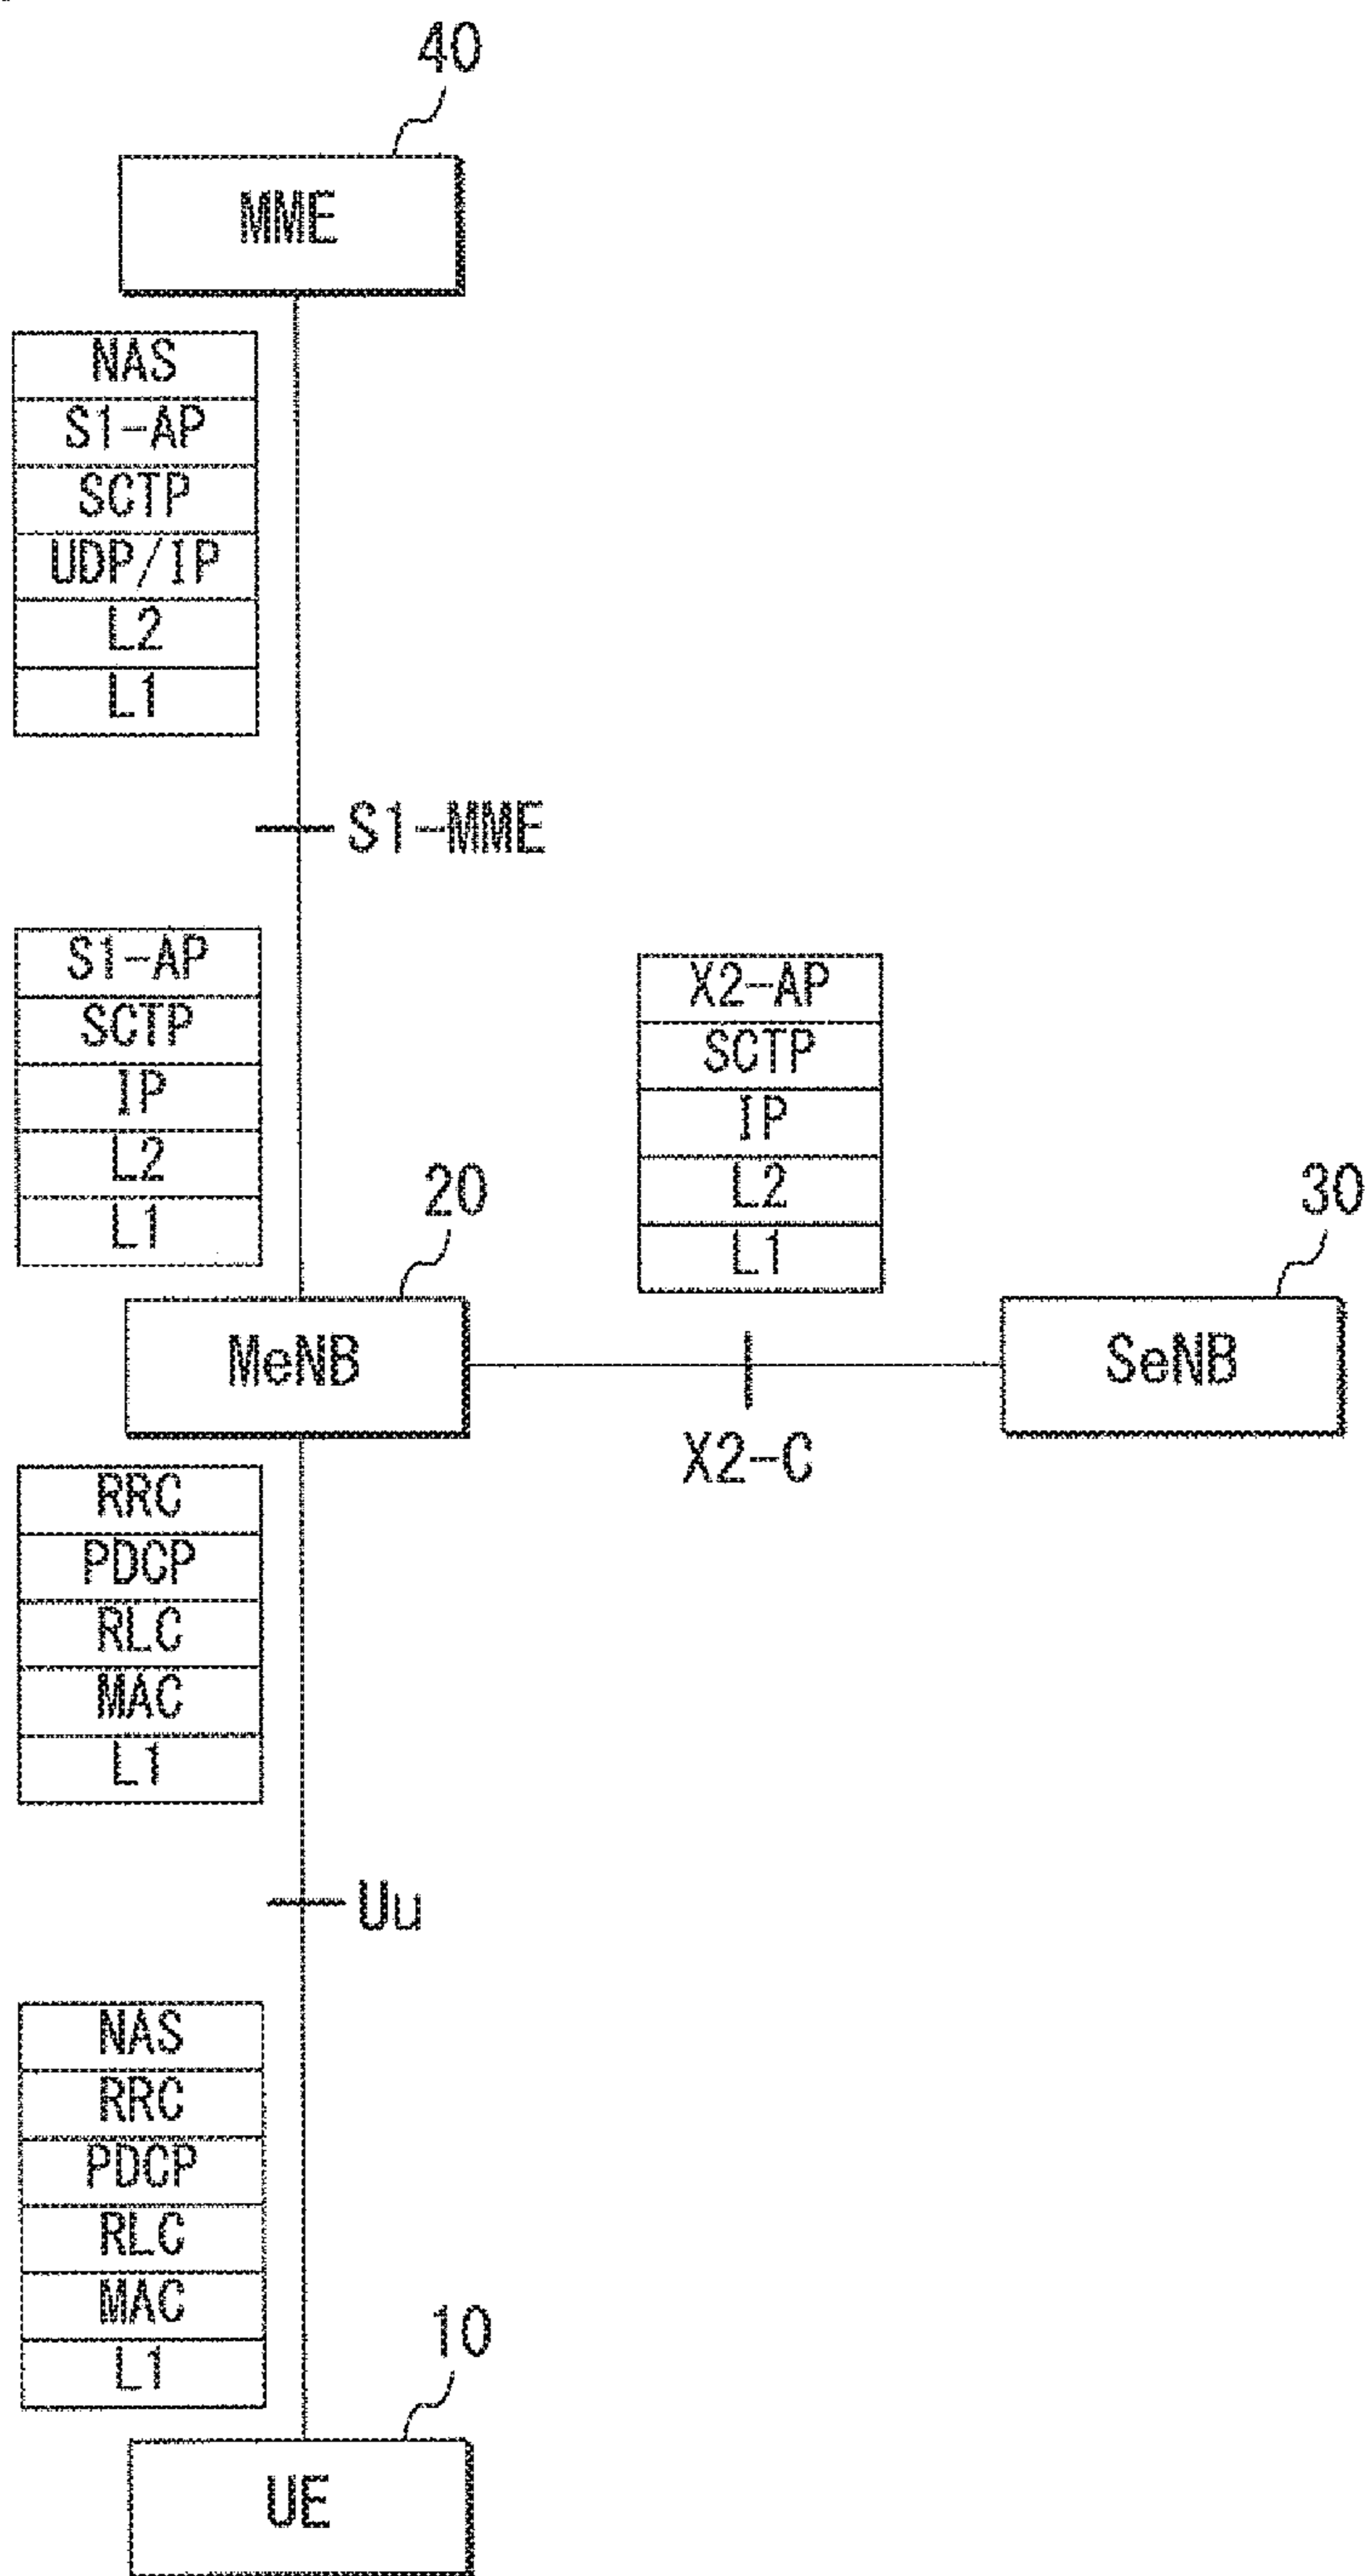 40
MME
NAS
S1-AP
SCTP
UDP/IP
L2
L1
S1-MME
S1-AP
SCTP
IP
L2
L1
X2-AP
SCTP
IP
L2
L1
20
30
MeNB
SeNB
X2-C
RRC
PDCP
RLC
MAC
L1
Uu
NAS
RRC
PDCP
RLC
MAC
L1
10
UE